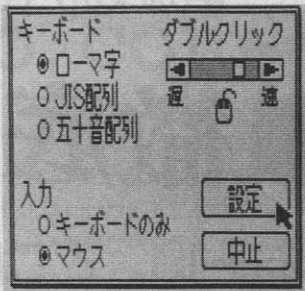 キーボード
ローマ字
JIS配列
五十音配列
ダブルクリック
遅 速
入力
キーボードのみ
マウス
設定
中止